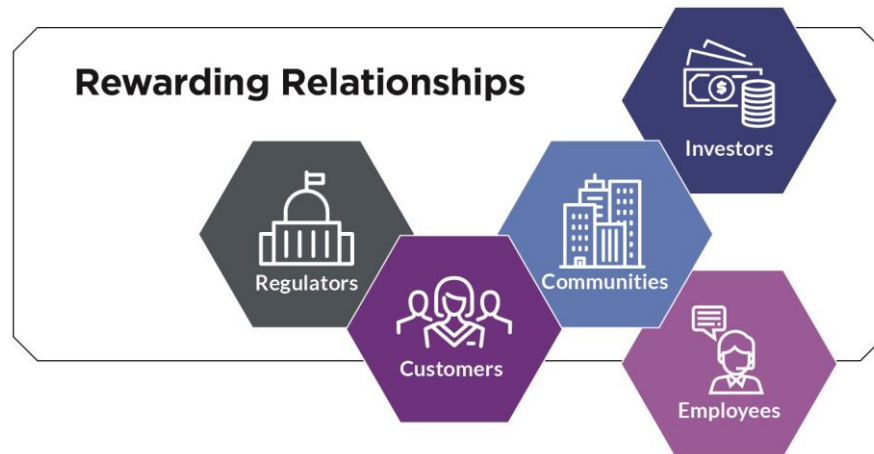 Rewarding Relationships
Investors
Regulators
Communities
Customers
Employees